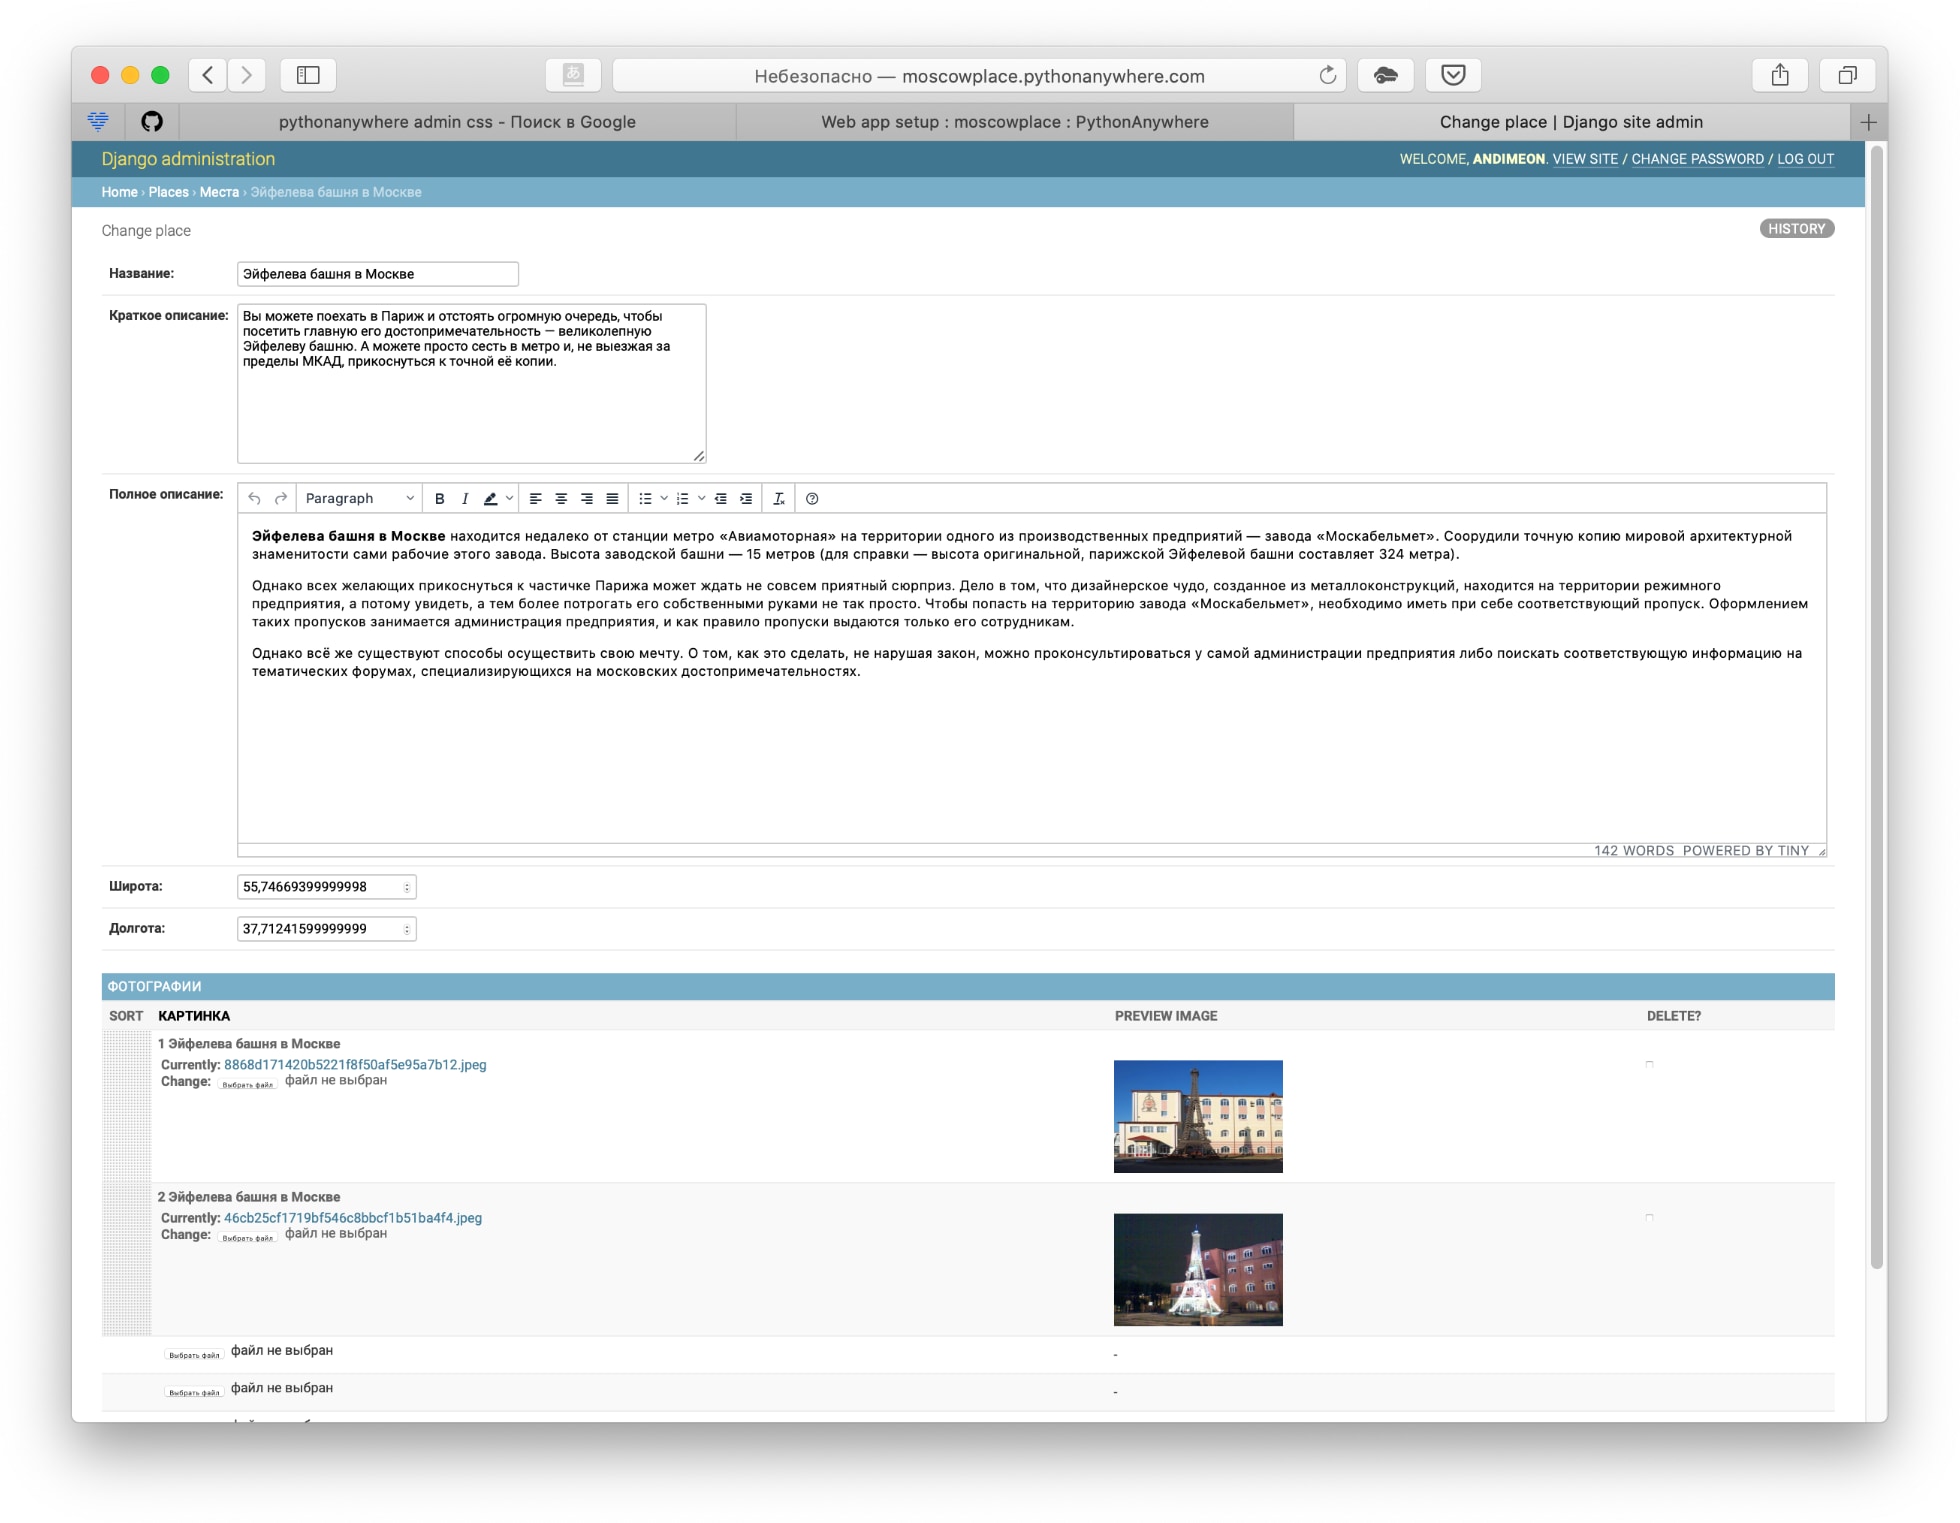 Небезопасно — moscowplace.pythonanywhere.com
pythonanywhere admin css - Поиск в Google
Web app setup : moscowplace : PythonAnywhere
Change place | Django site admin
Django administration
WELCOME, ANDIMEON. VIEW SITE / CHANGE PASSWORD / LOG OUT
Home › Places › Места › Эйфелева башня в Москве
Change place
HISTORY
Название:
Эйфелева башня в Москве
Краткое описание:
Вы можете поехать в Париж и отстоять огромную очередь, чтобы
посетить главную его достопримечательность — великолепную
Эйфелеву башню. А можете просто сесть в метро и, не выезжая за
пределы МКАД, прикоснуться к точной её копии.
Полное описание:
Paragraph
Эйфелева башня в Москве находится недалеко от станции метро «Авиамоторная» на территории одного из производственных предприятий — завода «Москабельмет». Соорудили точную копию мировой архитектурной
знаменитости сами рабочие этого завода. Высота заводской башни — 15 метров (для справки — высота оригинальной, парижской Эйфелевой башни составляет 324 метра).
Однако всех желающих прикоснуться к частичке Парижа может ждать не совсем приятный сюрприз. Дело в том, что дизайнерское чудо, созданное из металлоконструкций, находится на территории режимного
предприятия, а потому увидеть, а тем более потрогать его собственными руками не так просто. Чтобы попасть на территорию завода «Москабельмет», необходимо иметь при себе соответствующий пропуск. Оформлением
таких пропусков занимается администрация предприятия, и как правило пропуски выдаются только его сотрудникам.
Однако всё же существуют способы осуществить свою мечту. О том, как это сделать, не нарушая закон, можно проконсультироваться у самой администрации предприятия либо поискать соответствующую информацию на
тематических форумах, специализирующихся на московских достопримечательностях.
142 WORDS POWERED BY TINY
Широта:
55,74669399999998
Долгота:
37,71241599999999
ФОТОГРАФИИ
SORT КАРТИНКА PREVIEW IMAGE DELETE?
1 Эйфелева башня в Москве
Currently: 8868d171420b5221f8f50af5e95a7b12.jpeg
Change: Выбрать файл файл не выбран
2 Эйфелева башня в Москве
Currently: 46cb25cf1719bf546c8bbcf1b51ba4f4.jpeg
Change: Выбрать файл файл не выбран
Выбрать файл файл не выбран -
Выбрать файл файл не выбран -